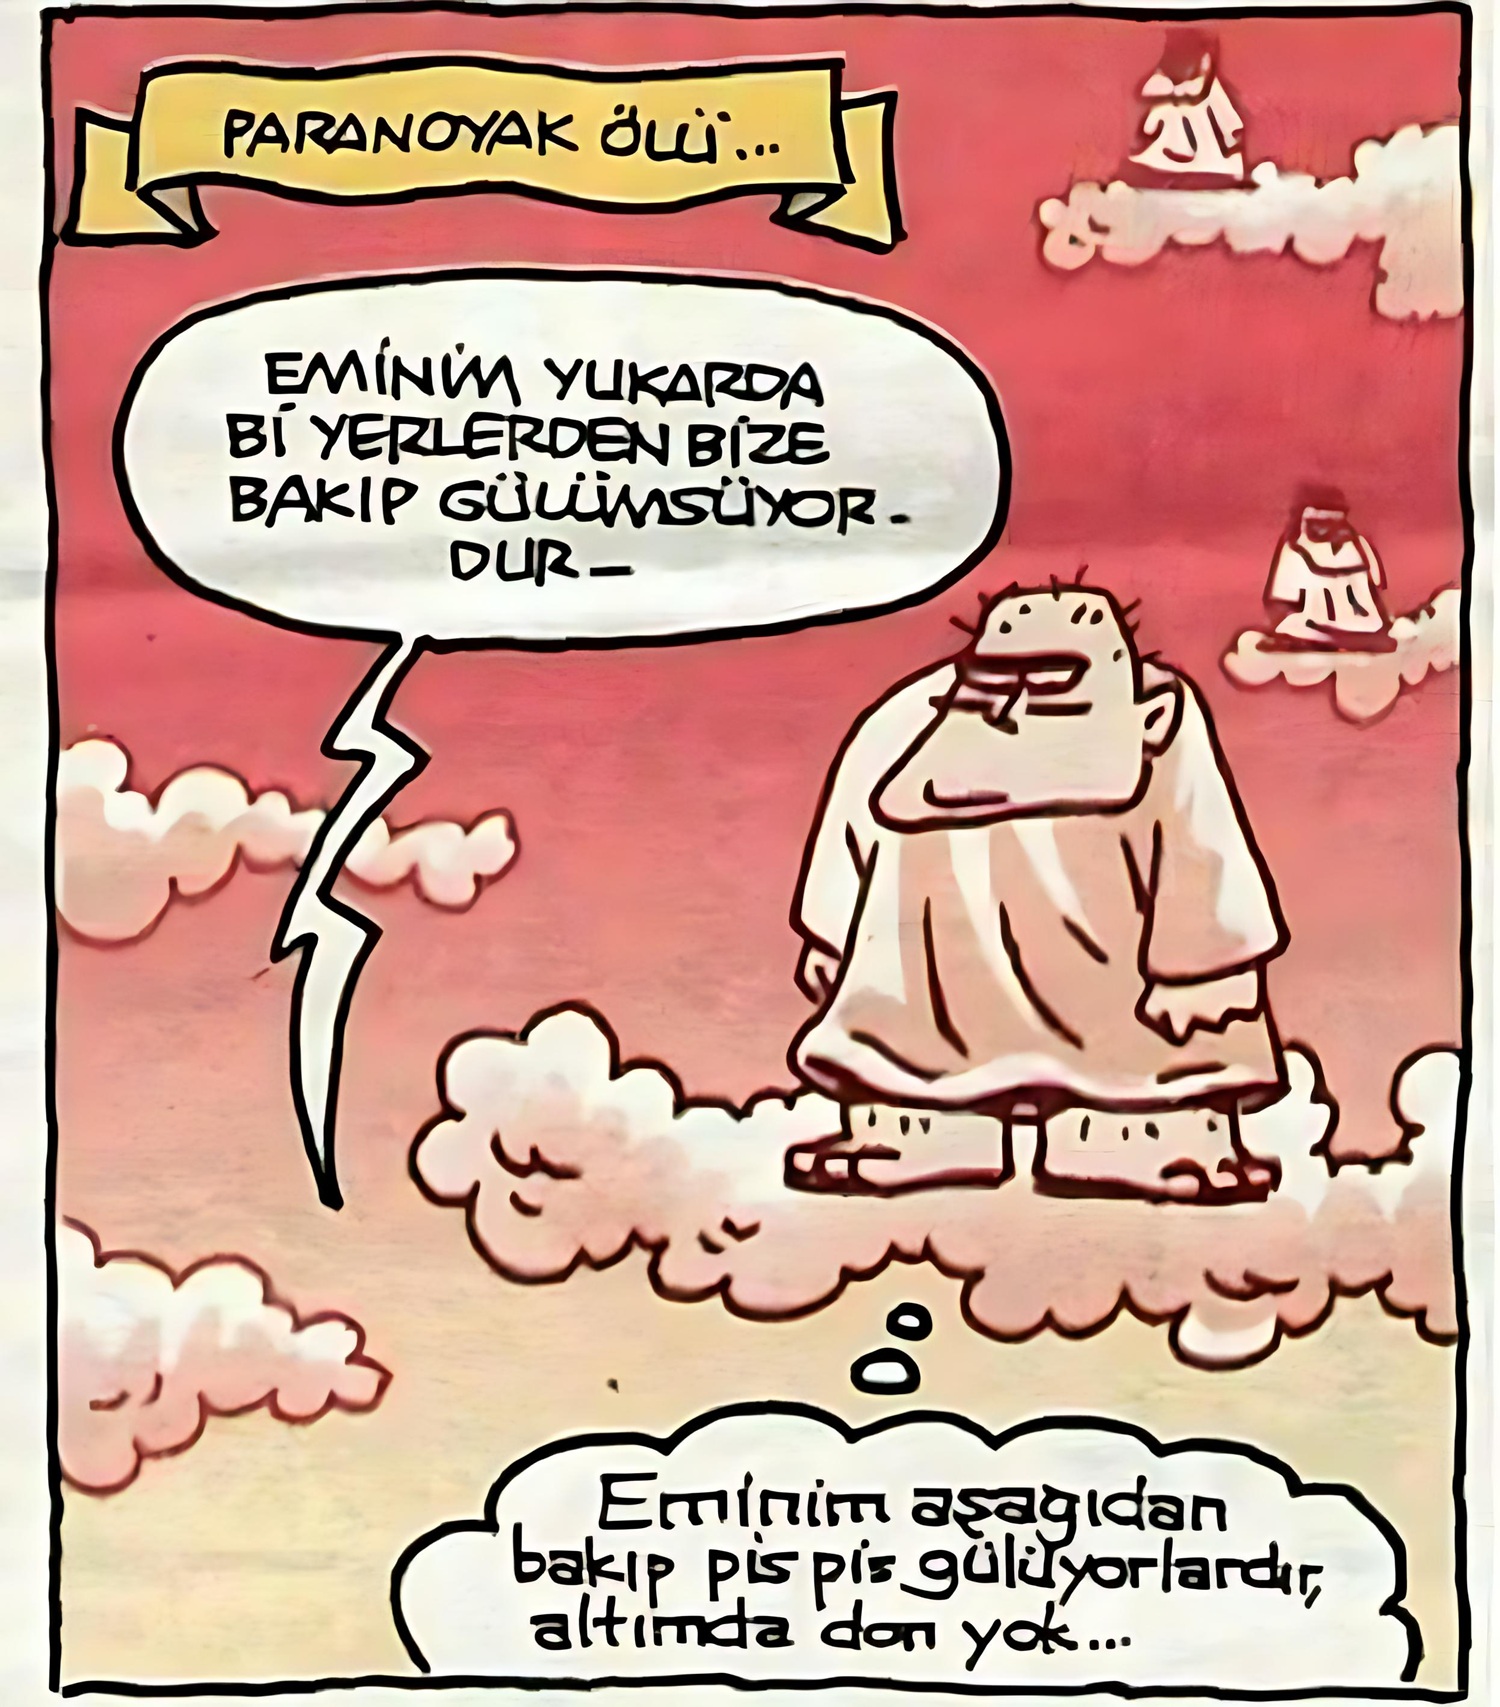 PARANOYAK ÖLÜ...
EMİNİM YUKARDA
Bİ YERLERDEN BİZE
BAKIP GÜLÜMSÜYOR-
DUR_
Eminim aşagıdan
bakıp pis pis gülüyorlardır,
altımda don yok...